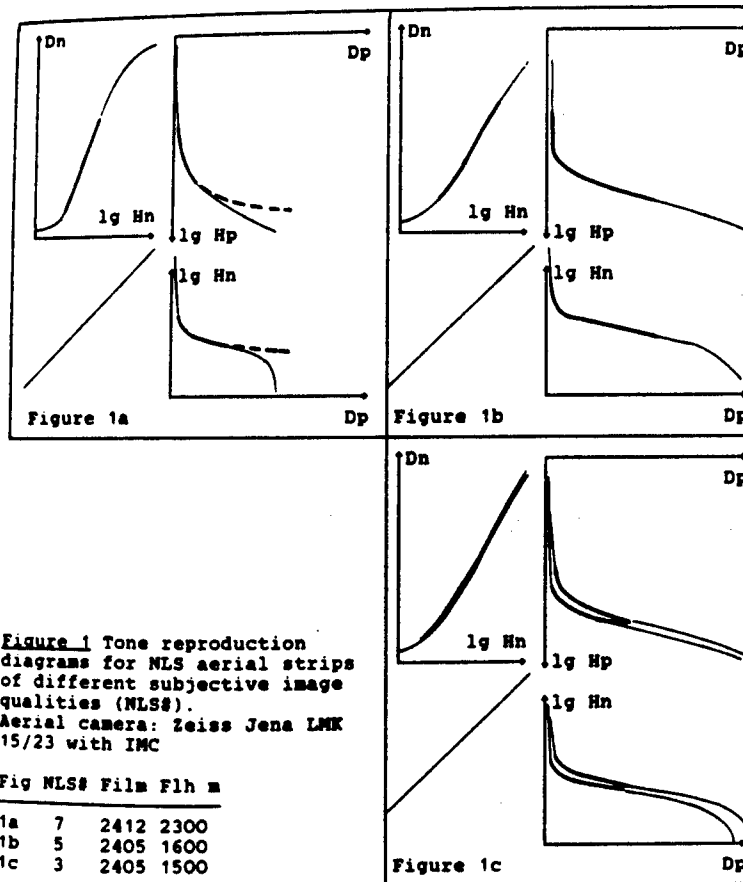 Dn
Dp
lg Hn
lg Hp
lg Hn
Figure 1a
Dp
Dn
Dp
lg Hn
lg Hp
lg Hn
Figure 1b
Dp
Dn
Dp
lg Hn
lg Hp
lg Hn
Figure 1c
Dp
Figure 1 Tone reproduction
diagrams for NLS aerial strips
of different subjective image
qualities (NLS#).
Aerial camera: Zeiss Jena LMK
15/23 with IMC
Fig NLS# Film Flh m
1a 7 2412 2300
1b 5 2405 1600
1c 3 2405 1500